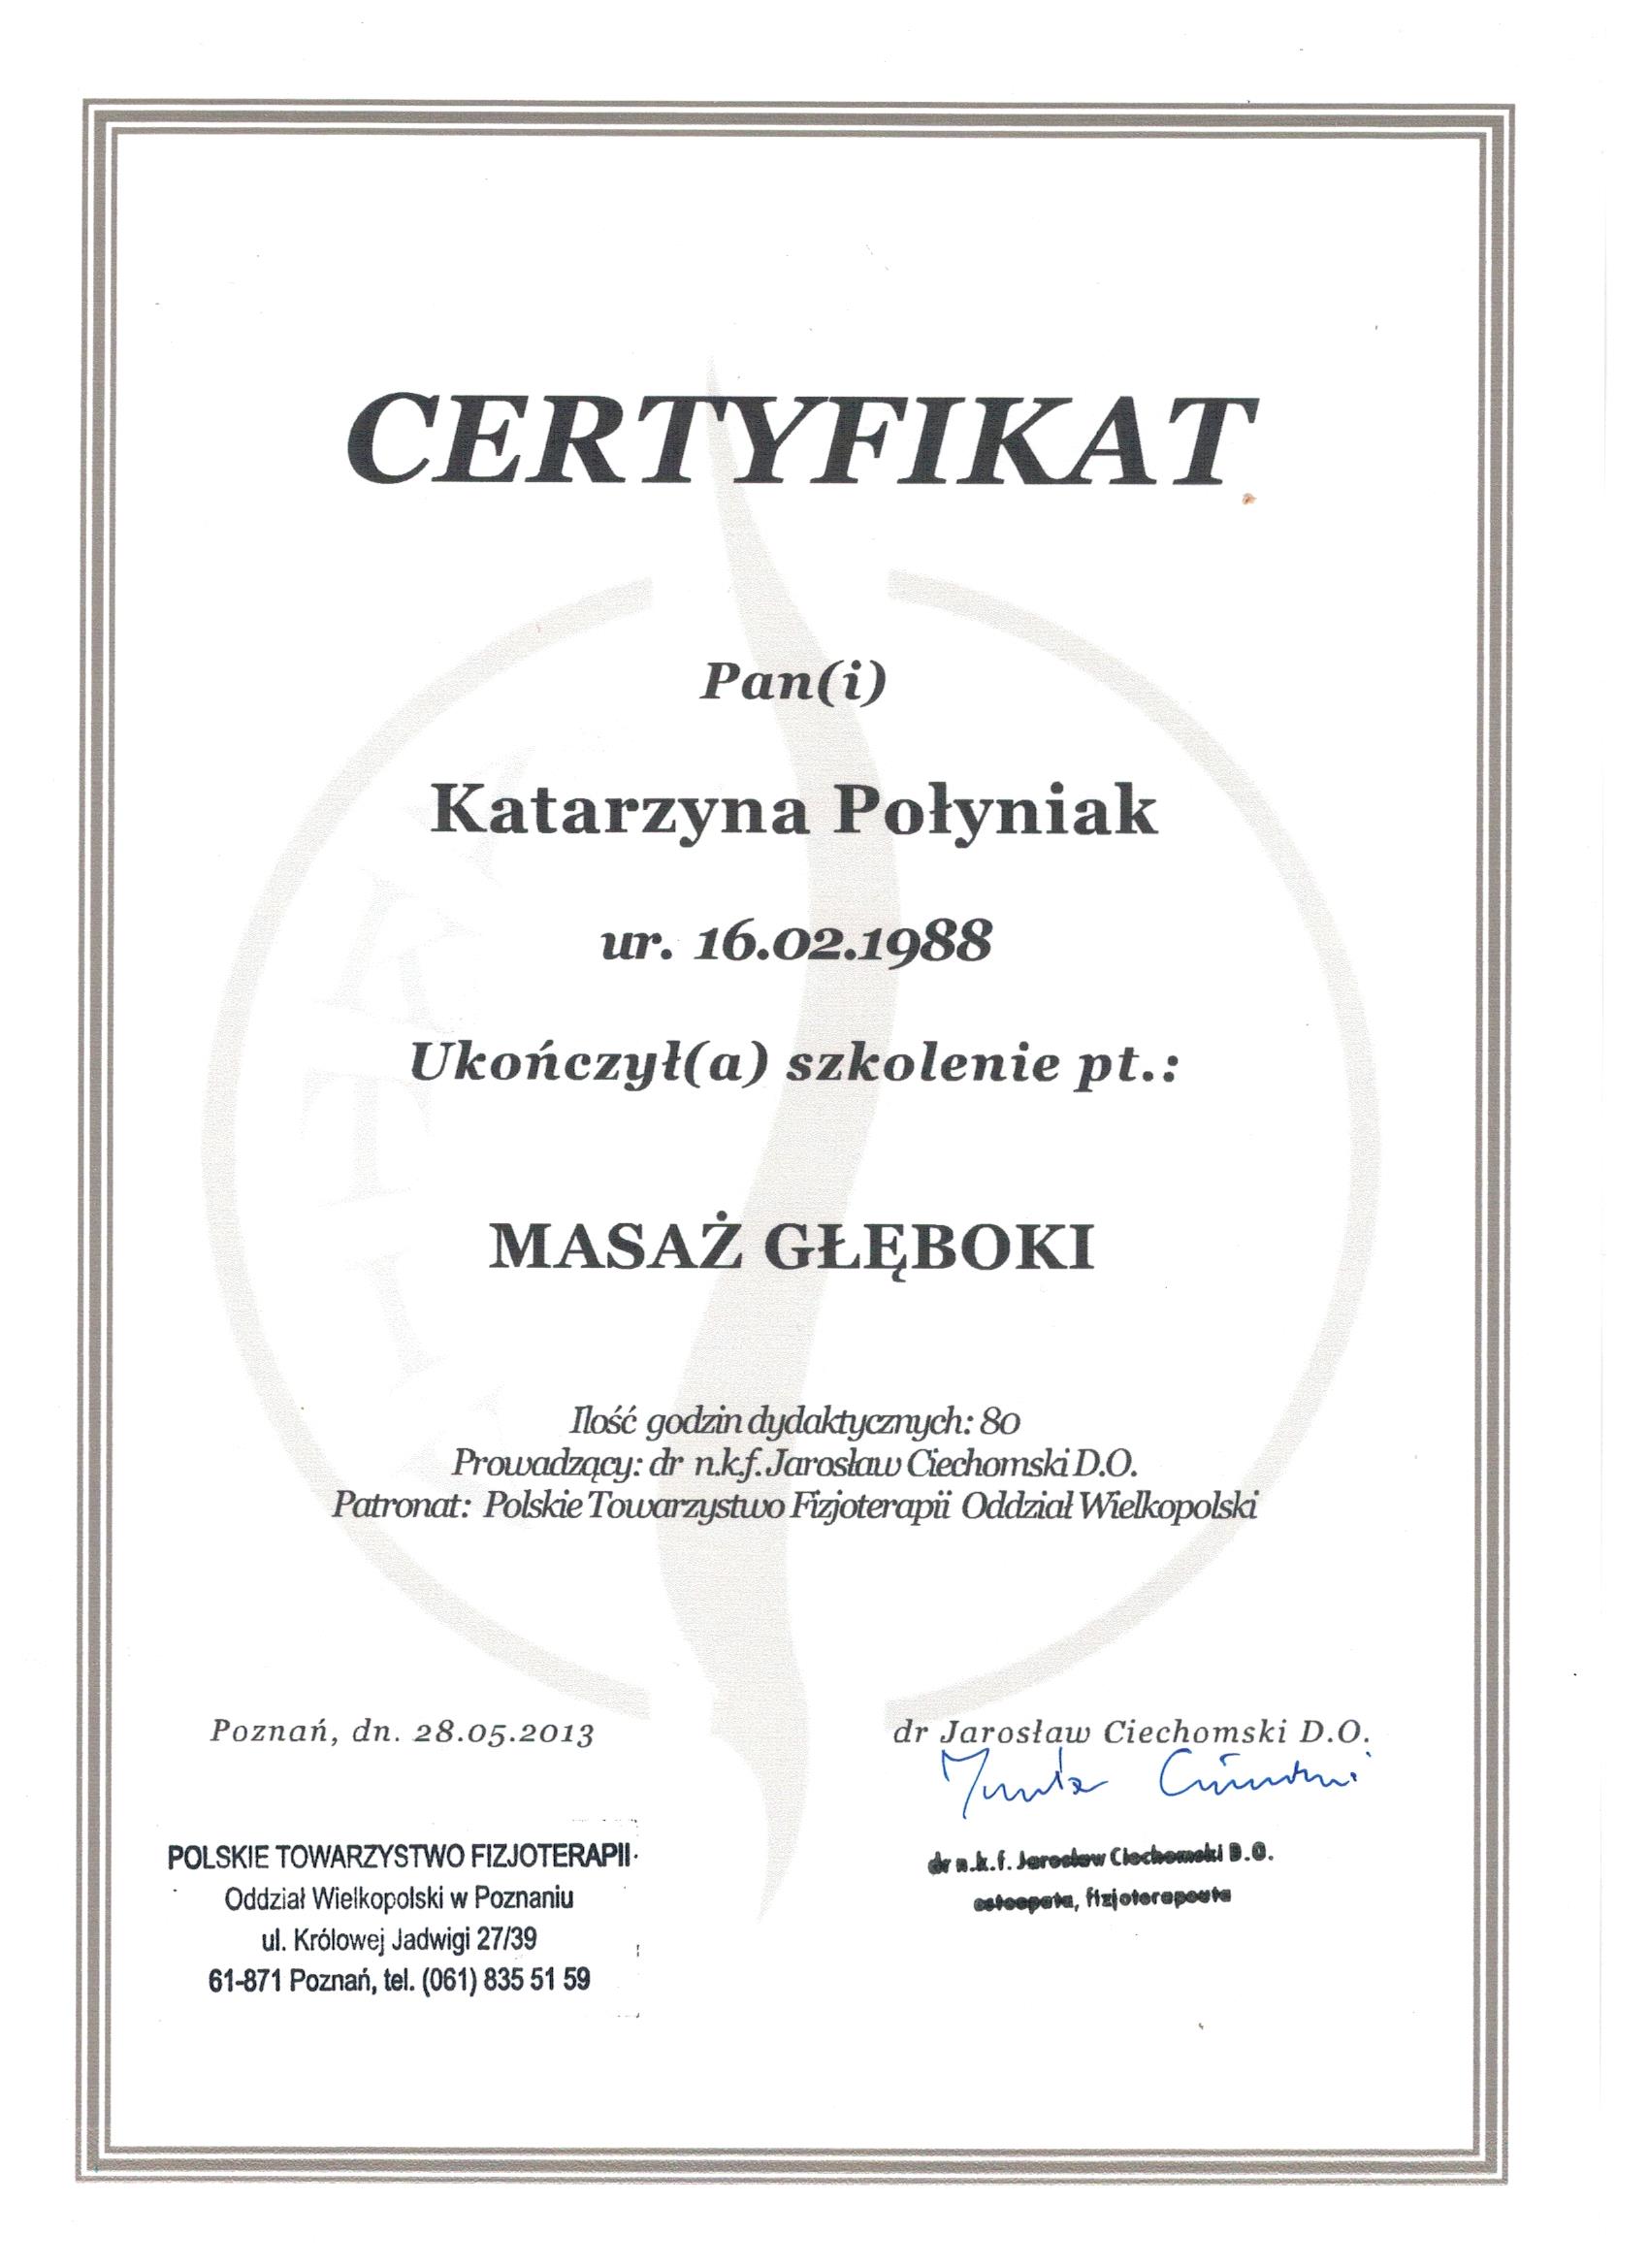 CERTYFIKAT
Pan(i)
Katarzyna Połyniak
ur. 16.02.1988
Ukończył(a) szkolenie pt.:
MASAŻ GŁĘBOKI
Ilość godzin dydaktycznych: 80
Prowadzący: dr n.k.f. Jarosław Ciechomski D.O.
Patronat: Polskie Towarzystwo Fizjoterapii Oddział Wielkopolski
Poznań, dn. 28.05.2013
dr Jarosław Ciechomski D.O.
POLSKIE TOWARZYSTWO FIZJOTERAPII
Oddział Wielkopolski w Poznaniu
ul. Królowej Jadwigi 27/39
61-871 Poznań, tel. (061) 835 51 59
dr n.k.f. Jarosław Ciechomski D.O.
osteopata, fizjoterapeuta